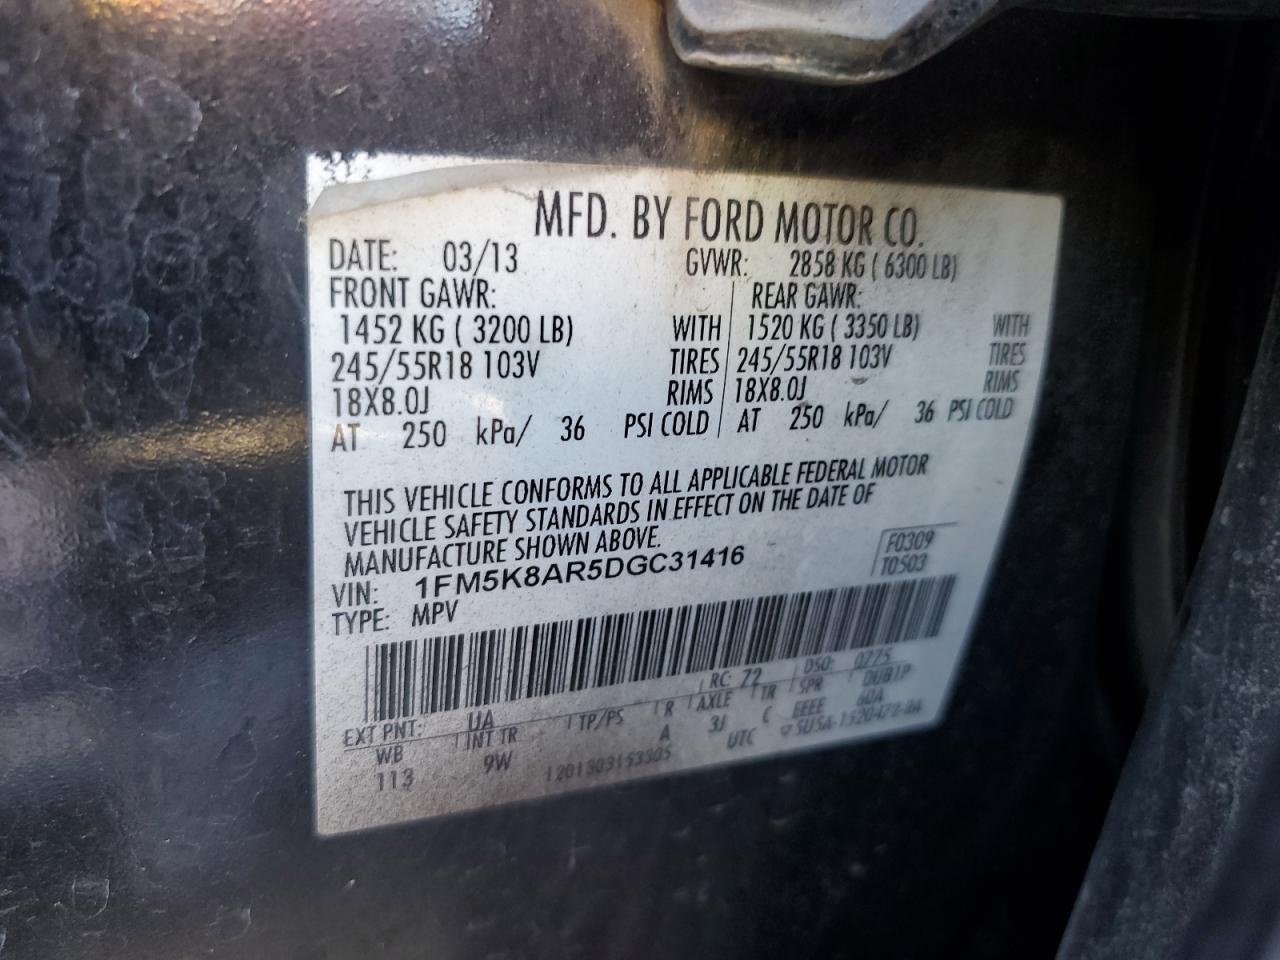 MFD. BY FORD MOTOR CO.
DATE: 03/13 GVWR: 2858 KG ( 6300 LB)
FRONT GAWR: REAR GAWR:
1452 KG ( 3200 LB) WITH 1520 KG ( 3350 LB) WITH
245/55R18 103V TIRES 245/55R18 103V TIRES
18X8.0J RIMS 18X8.0J RIMS
AT 250 kPa/ 36 PSI COLD AT 250 kPa/ 36 PSI COLD
THIS VEHICLE CONFORMS TO ALL APPLICABLE FEDERAL MOTOR
VEHICLE SAFETY STANDARDS IN EFFECT ON THE DATE OF
MANUFACTURE SHOWN ABOVE.
F0309
T0503
VIN: 1FM5K8AR5DGC31416
TYPE: MPV
EXT PNT: UA RC: 72 DSO: 0775
WB INT TR TP/PS R AXLE TR SPR
113 9W A 3J C EEEE 60A
1201303153305 UTC